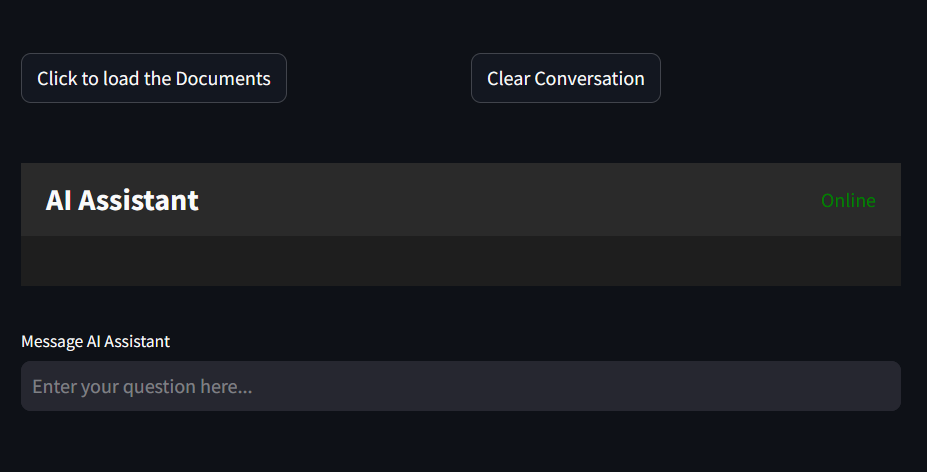 Click to load the Documents
Clear Conversation
AI Assistant
Online
Message AI Assistant
Enter your question here...